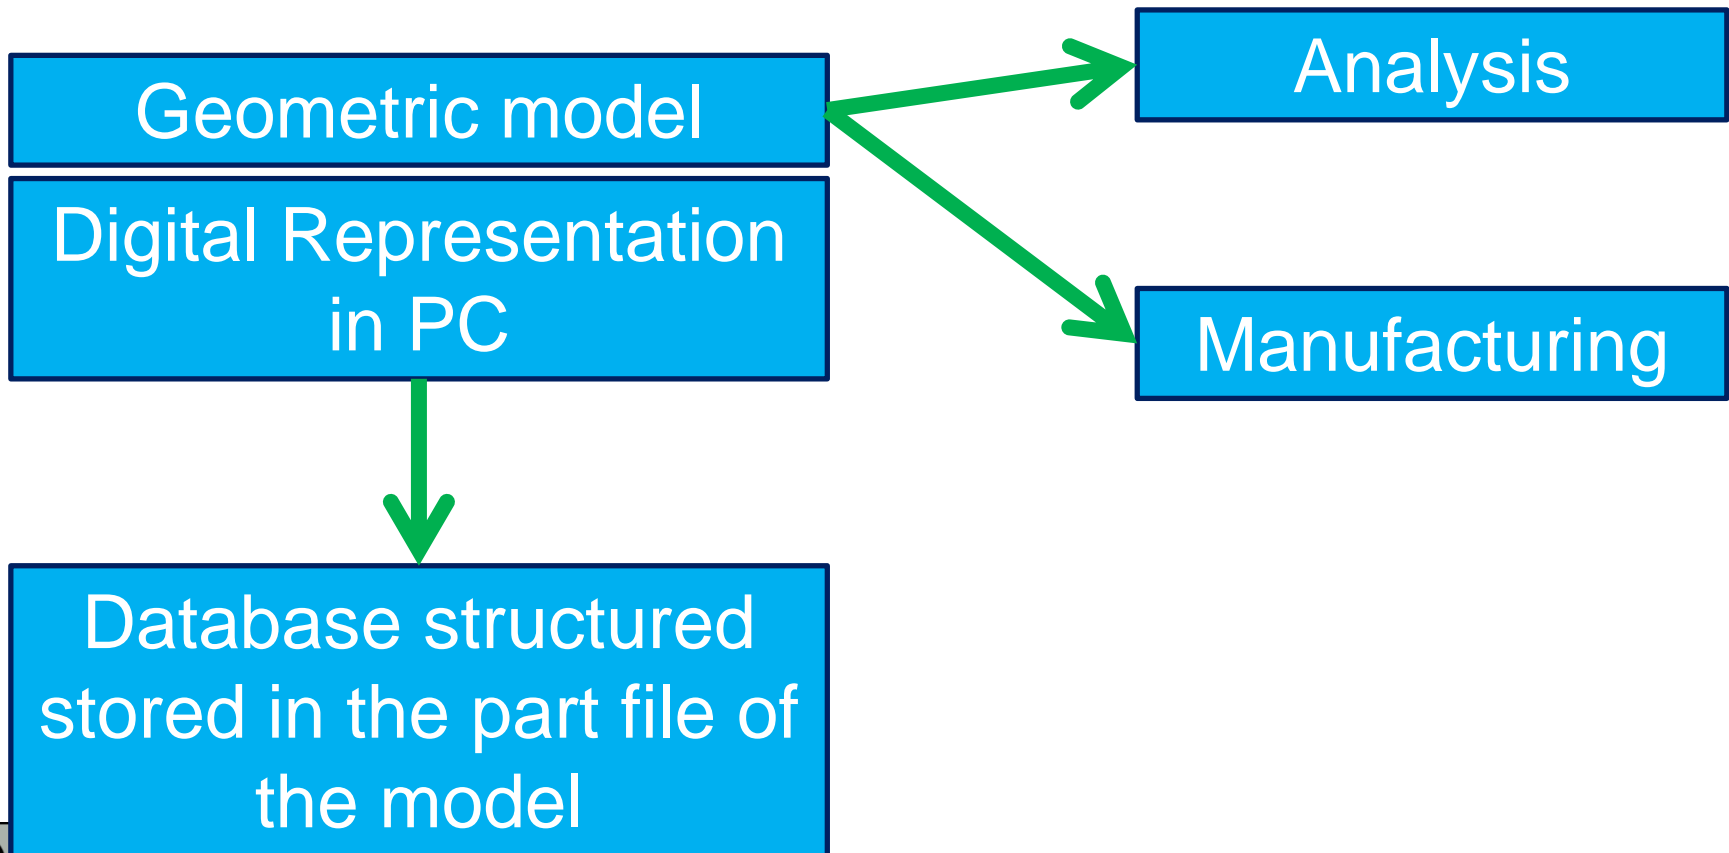 Geometric model
Digital Representation
in PC
Database structured
stored in the part file of
the model
Analysis
Manufacturing